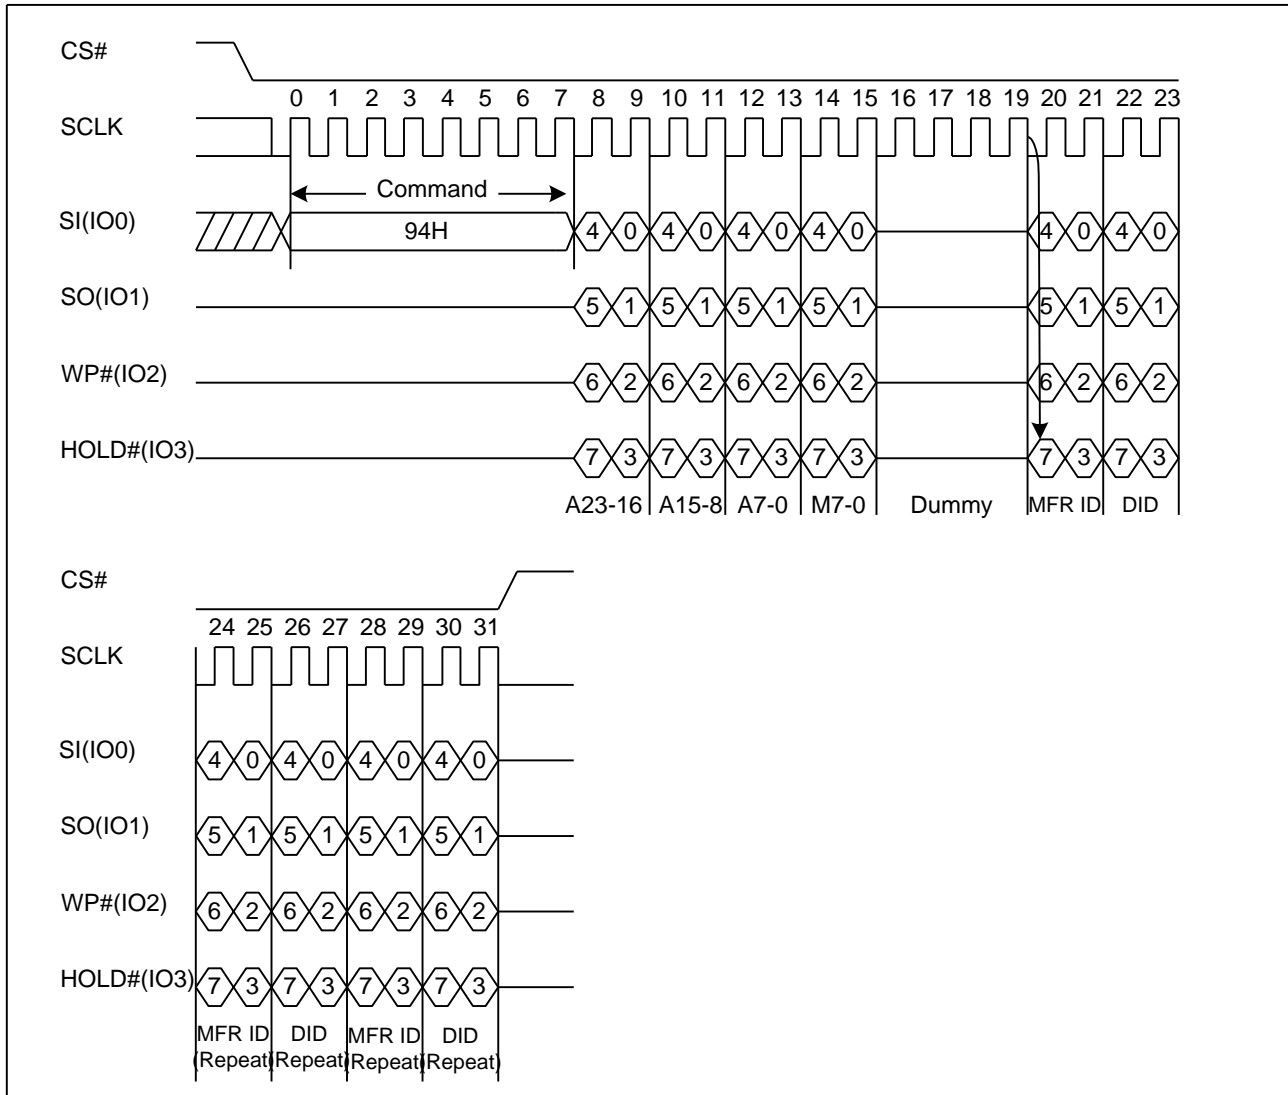 CS#
0 1 2 3 4 5 6 7 8 9 10 11 12 13 14 15 16 17 18 19 20 21 22 23
SCLK
Command
SI(IO0) 94H 4 0 4 0 4 0 4 0 4 0 4 0
SO(IO1) 5 1 5 1 5 1 5 1 5 1 5 1
WP#(IO2) 6 2 6 2 6 2 6 2 6 2 6 2
HOLD#(IO3) 7 3 7 3 7 3 7 3 7 3 7 3
A23-16 A15-8 A7-0 M7-0 Dummy MFR ID DID
CS#
24 25 26 27 28 29 30 31
SCLK
SI(IO0) 4 0 4 0 4 0 4 0
SO(IO1) 5 1 5 1 5 1 5 1
WP#(IO2) 6 2 6 2 6 2 6 2
HOLD#(IO3) 7 3 7 3 7 3 7 3
MFR ID DID MFR ID DID
(Repeat) (Repeat) (Repeat) (Repeat)